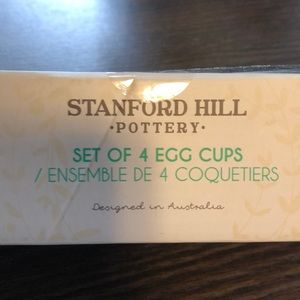 STANFORD HILL
•POTTERY•
SET OF 4 EGG CUPS
/ ENSEMBLE DE 4 COQUETIERS
Designed in Australia